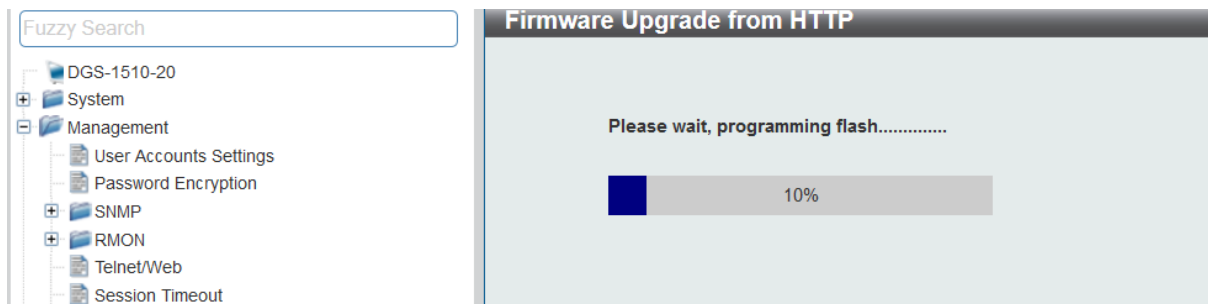 Fuzzy Search
DGS-1510-20
System
Management
User Accounts Settings
Password Encryption
SNMP
RMON
Telnet/Web
Session Timeout
Firmware Upgrade from HTTP
Please wait, programming flash..............
10%